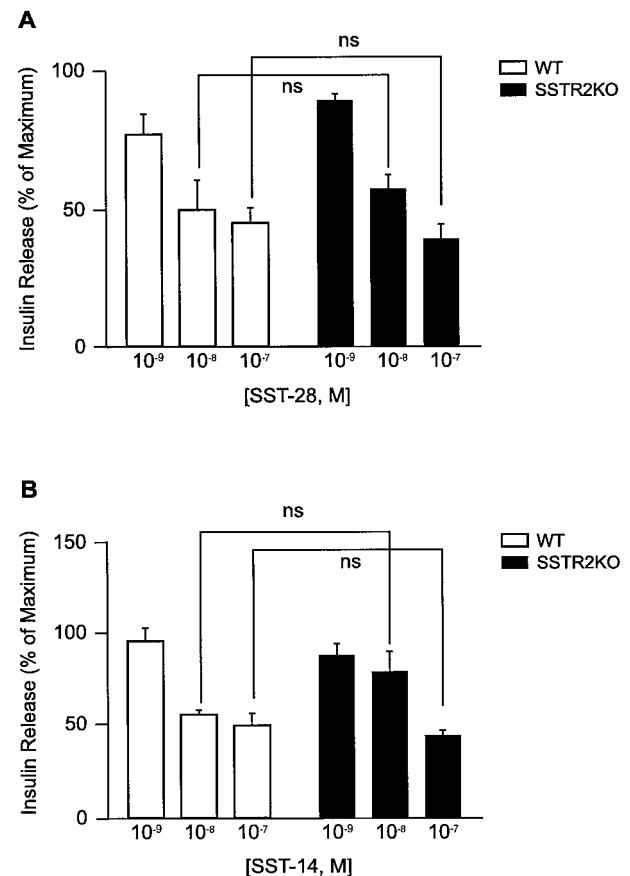 A
ns
ns
WT
SSTR2KO
Insulin Release (% of Maximum)
100
50
0
10⁻⁹ 10⁻⁸ 10⁻⁷ 10⁻⁹ 10⁻⁸ 10⁻⁷
[SST-28, M]
B
ns
ns
WT
SSTR2KO
Insulin Release (% of Maximum)
150
100
50
0
10⁻⁹ 10⁻⁸ 10⁻⁷ 10⁻⁹ 10⁻⁸ 10⁻⁷
[SST-14, M]